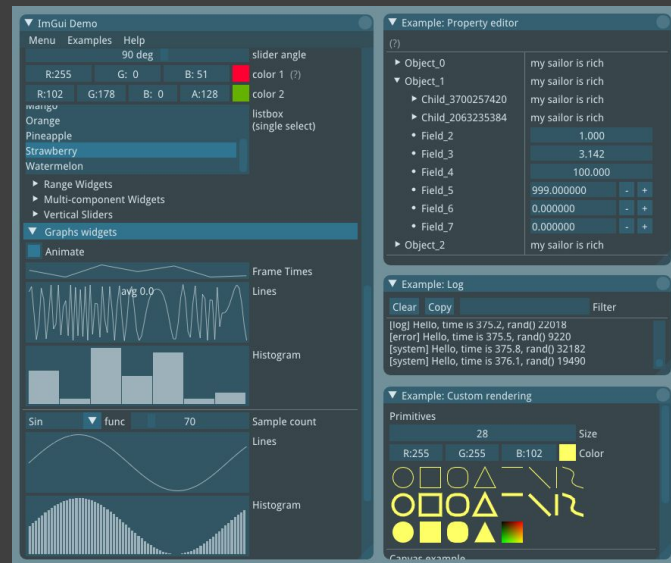 ImGui Demo
Menu Examples Help
90 deg slider angle
R:255 G: 0 B: 51 color 1 (?)
R:102 G:178 B: 0 A:128 color 2
Mango
Orange
Pineapple
Strawberry
Watermelon
listbox
(single select)
Range Widgets
Multi-component Widgets
Vertical Sliders
Graphs widgets
Animate
Frame Times
avg 0.0 Lines
Histogram
Sin func 70 Sample count
Lines
Histogram
Example: Property editor
(?)
Object_0 my sailor is rich
Object_1 my sailor is rich
Child_3700257420 my sailor is rich
Child_2063235384 my sailor is rich
Field_2 1.000
Field_3 3.142
Field_4 100.000
Field_5 999.000000 - +
Field_6 0.000000 - +
Field_7 0.000000 - +
Object_2 my sailor is rich
Example: Log
Clear Copy Filter
[log] Hello, time is 375.2, rand() 22018
[error] Hello, time is 375.5, rand() 9220
[system] Hello, time is 375.8, rand() 32182
[system] Hello, time is 376.1, rand() 19490
Example: Custom rendering
Primitives
28 Size
R:255 G:255 B:102 Color
Canvas example